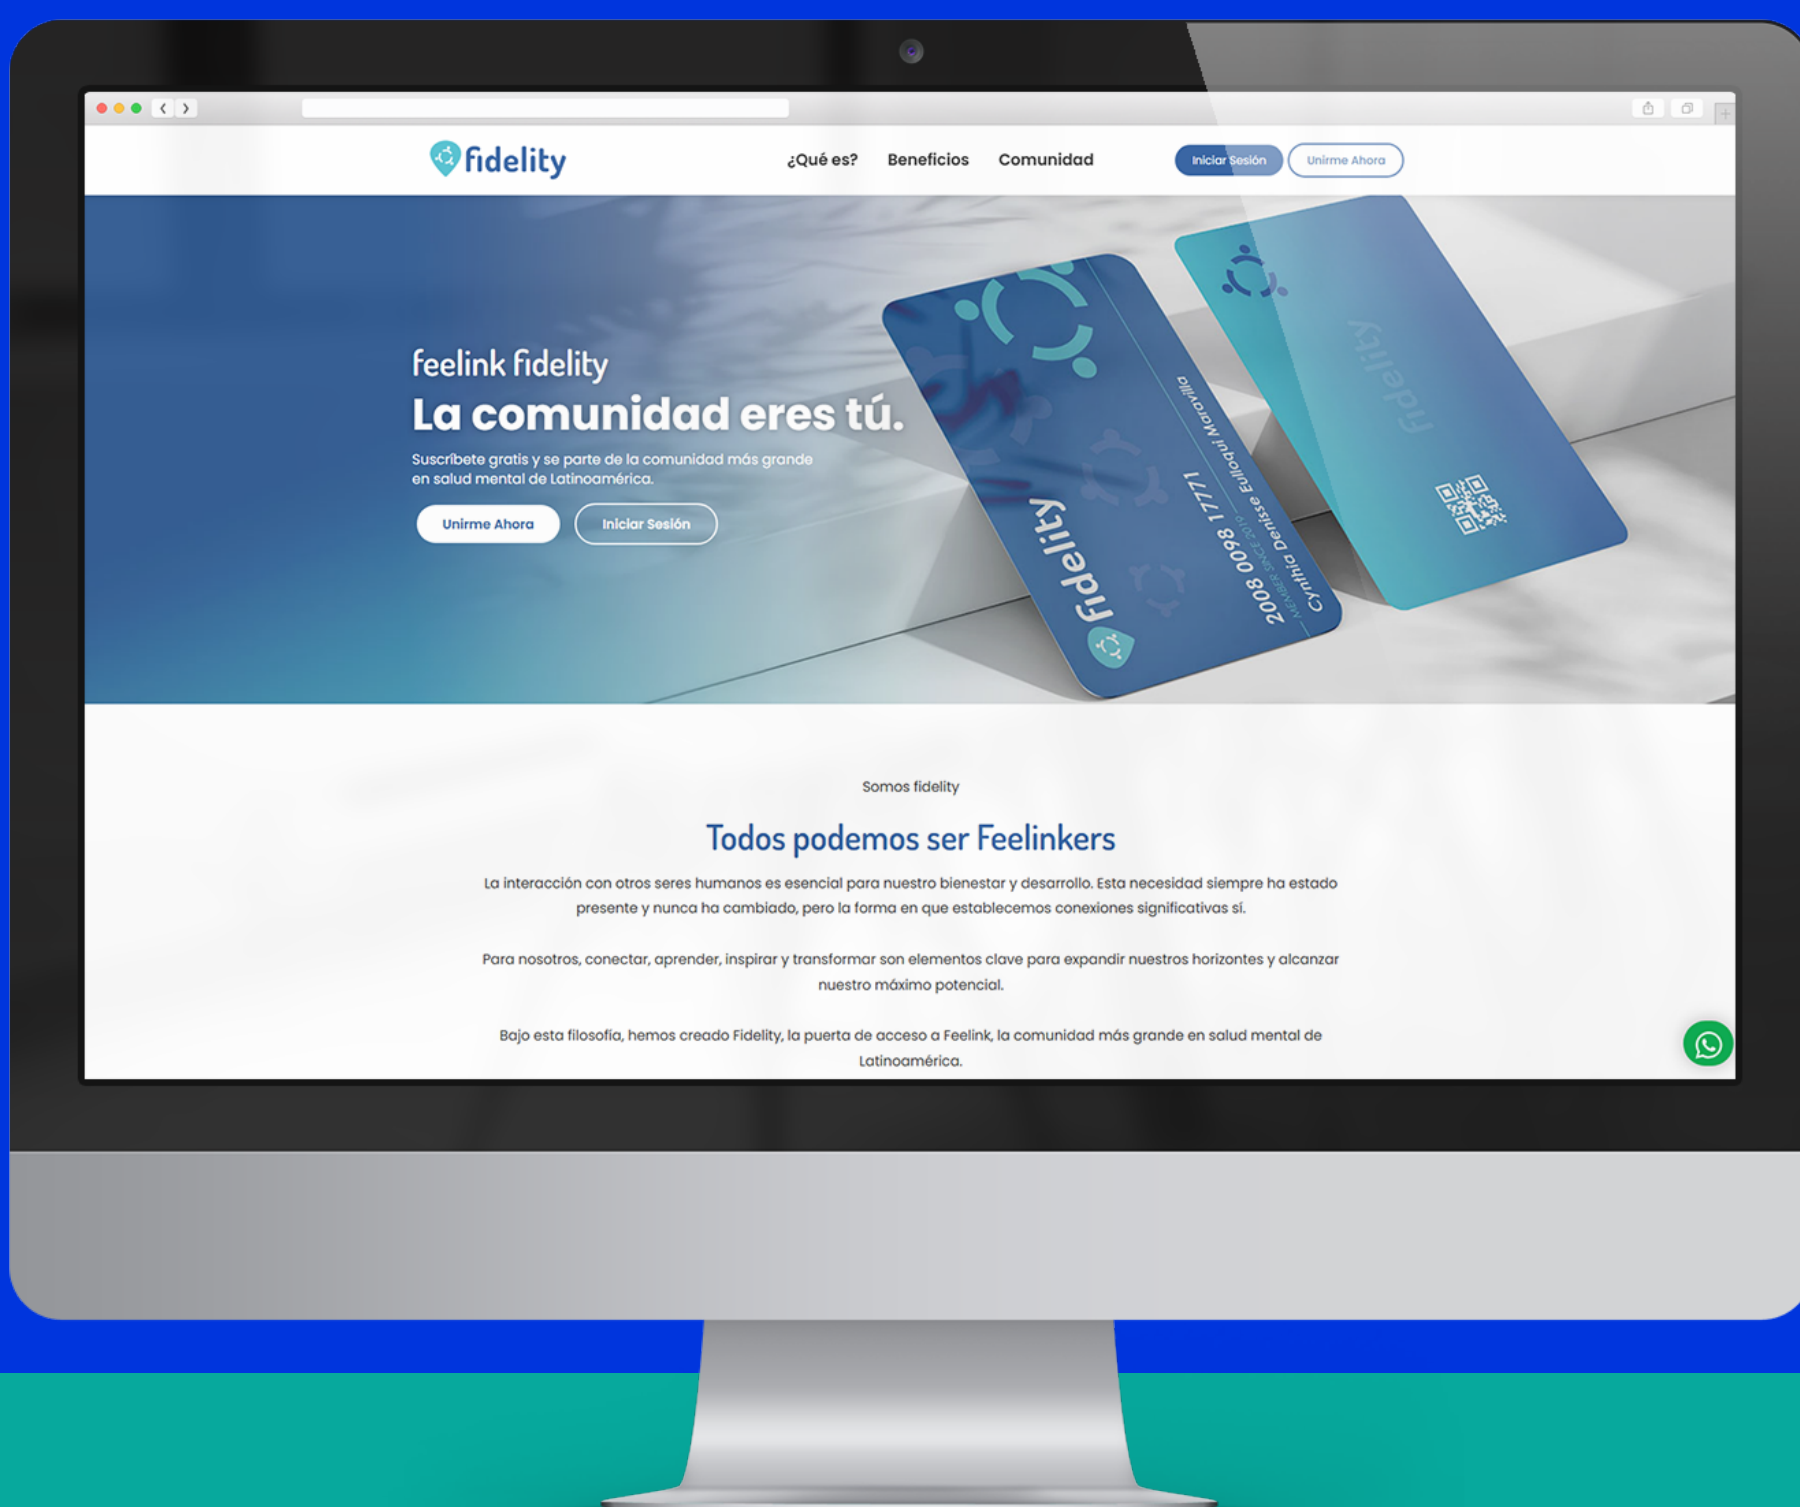 fidelity
¿Qué es? Beneficios Comunidad
Iniciar Sesión Unirme Ahora
feelink fidelity
La comunidad eres tú.
Suscríbete gratis y se parte de la comunidad más grande
en salud mental de Latinoamérica.
Unirme Ahora Iniciar Sesión
fidelity
2008 0098 17771
MEMBER SINCE 2019
Cynthia Denisse Eulloqui Maravilla
fidelity
Somos fidelity
Todos podemos ser Feelinkers
La interacción con otros seres humanos es esencial para nuestro bienestar y desarrollo. Esta necesidad siempre ha estado
presente y nunca ha cambiado, pero la forma en que establecemos conexiones significativas sí.
Para nosotros, conectar, aprender, inspirar y transformar son elementos clave para expandir nuestros horizontes y alcanzar
nuestro máximo potencial.
Bajo esta filosofía, hemos creado Fidelity, la puerta de acceso a Feelink, la comunidad más grande en salud mental de
Latinoamérica.